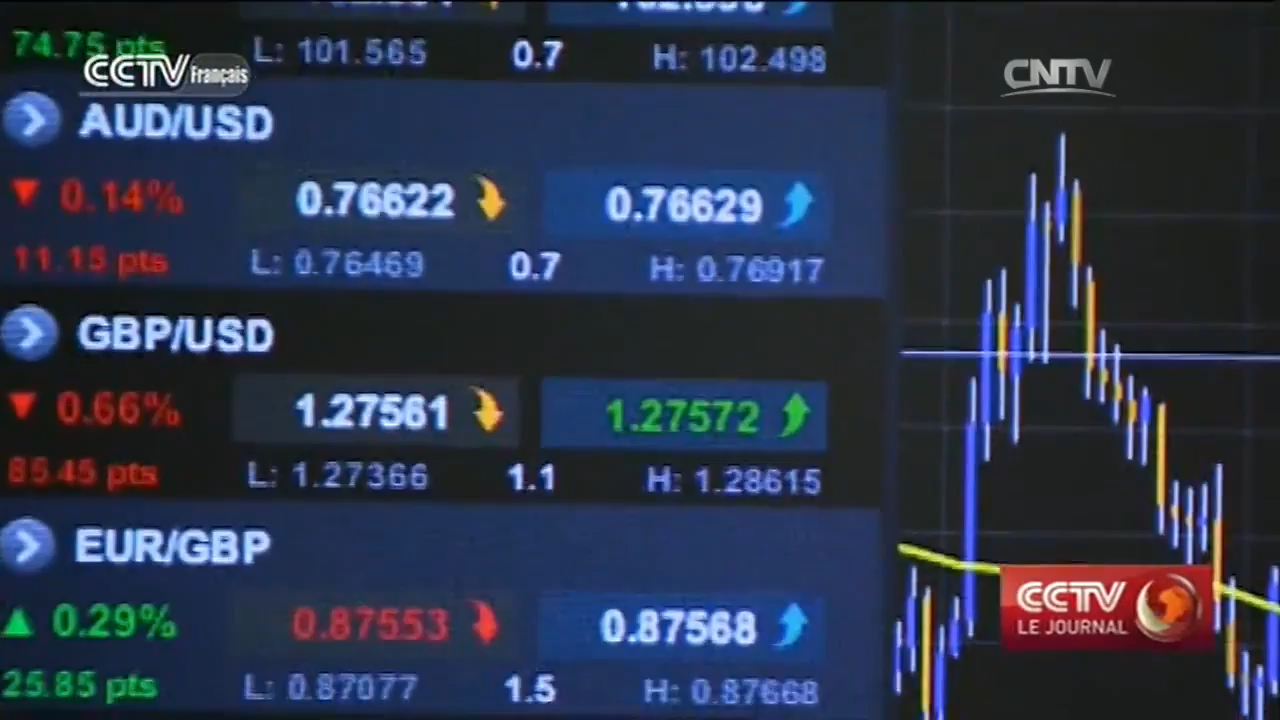 74.75 pts
L: 101.565 0.7 H: 102.498
CCTV Français
CNTV
AUD/USD
0.14% 0.76622 0.76629
11.15 pts L: 0.76469 0.7 H: 0.76917
GBP/USD
0.66% 1.27561 1.27572
85.45 pts L: 1.27366 1.1 H: 1.28615
EUR/GBP
0.29% 0.87553 0.87568
25.85 pts L: 0.87077 1.5 H: 0.87668
CCTV
LE JOURNAL